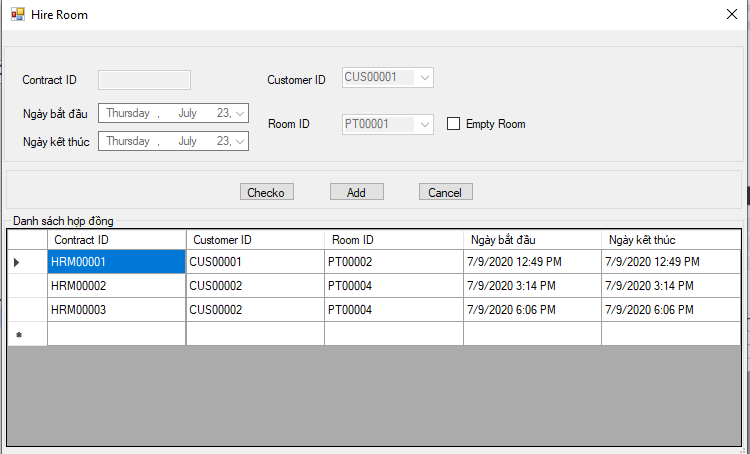 Hire Room
Contract ID
Customer ID CUS00001
Ngày bắt đầu Thursday , July 23,
Room ID PT00001 Empty Room
Ngày kết thúc Thursday , July 23,
Checko Add Cancel
Danh sách hợp đồng
Contract ID Customer ID Room ID Ngày bắt đầu Ngày kết thúc
HRM00001 CUS00001 PT00002 7/9/2020 12:49 PM 7/9/2020 12:49 PM
HRM00002 CUS00002 PT00004 7/9/2020 3:14 PM 7/9/2020 3:14 PM
HRM00003 CUS00002 PT00004 7/9/2020 6:06 PM 7/9/2020 6:06 PM